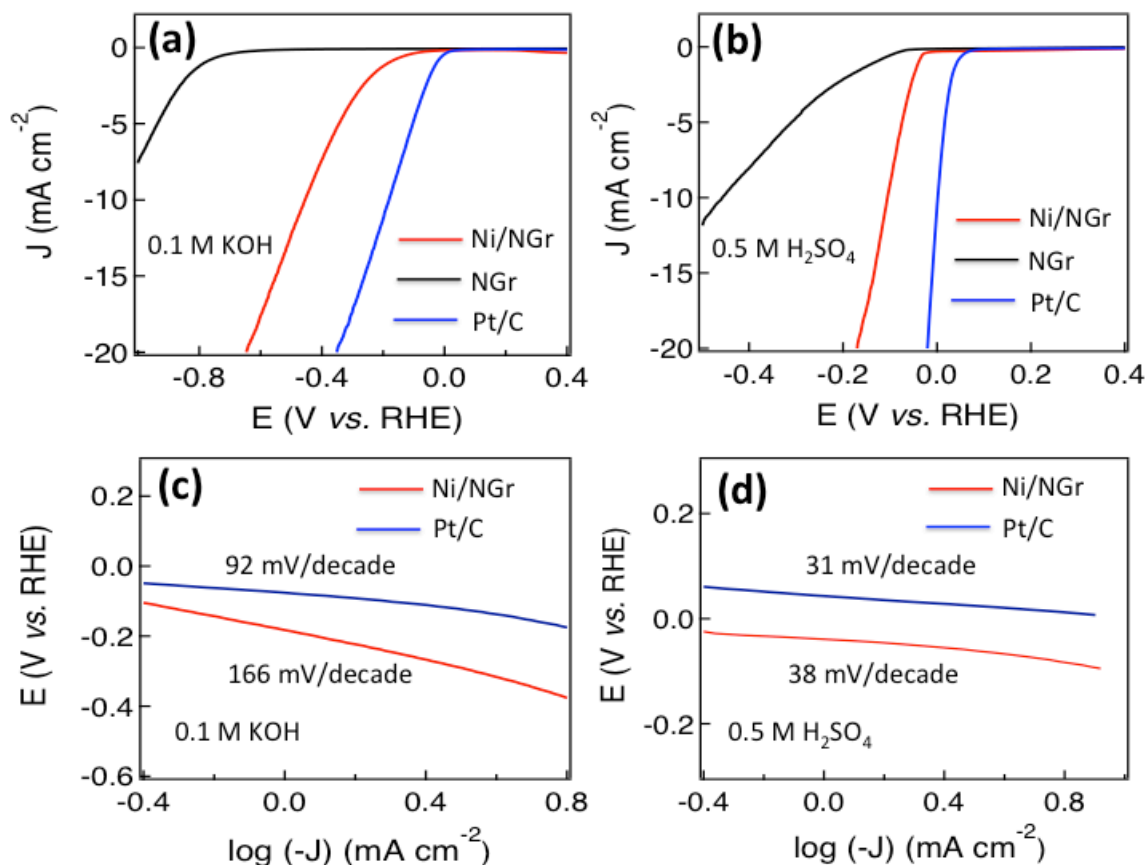 (a)
0
-5
-10
-15
-20
J (mA cm⁻²)
0.1 M KOH
Ni/NGr
NGr
Pt/C
-0.8
-0.4
0.0
0.4
E (V vs. RHE)
(b)
0
-5
-10
-15
-20
J (mA cm⁻²)
0.5 M H₂SO₄
Ni/NGr
NGr
Pt/C
-0.4
-0.2
0.0
0.2
0.4
E (V vs. RHE)
(c)
0.2
0.0
-0.2
-0.4
-0.6
E (V vs. RHE)
Ni/NGr
Pt/C
92 mV/decade
166 mV/decade
0.1 M KOH
-0.4
0.0
0.4
0.8
log (-J) (mA cm⁻²)
(d)
0.2
0.0
-0.2
E (V vs. RHE)
Ni/NGr
Pt/C
31 mV/decade
38 mV/decade
0.5 M H₂SO₄
-0.4
0.0
0.4
0.8
log (-J) (mA cm⁻²)